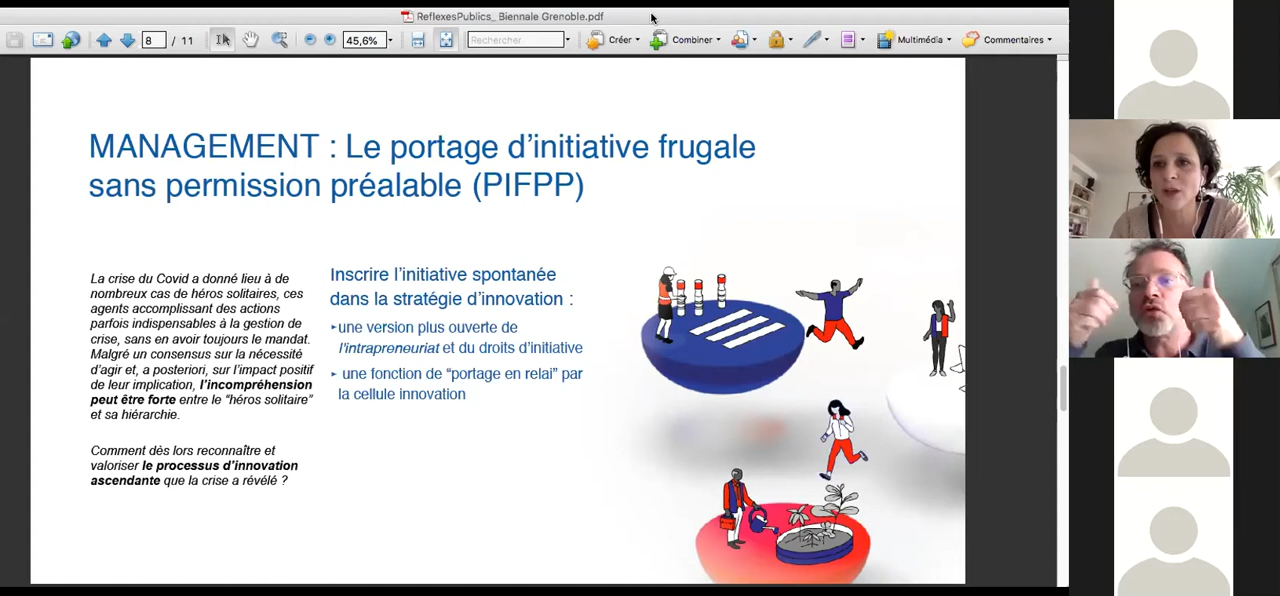 ReflexesPublics_ Biennale Grenoble.pdf
8 / 11
45,6%
Rechercher
Créer
Combiner
Multimédia
Commentaires
MANAGEMENT : Le portage d'initiative frugale
sans permission préalable (PIFPP)
La crise du Covid a donné lieu à de
nombreux cas de héros solitaires, ces
agents accomplissant des actions
parfois indispensables à la gestion de
crise, sans en avoir toujours le mandat.
Malgré un consensus sur la nécessité
d'agir et, a posteriori, sur l'impact positif
de leur implication, l'incompréhension
peut être forte entre le "héros solitaire"
et sa hiérarchie.
Comment dès lors reconnaître et
valoriser le processus d'innovation
ascendante que la crise a révélé ?
Inscrire l'initiative spontanée
dans la stratégie d'innovation :
▸une version plus ouverte de
l'intrapreneuriat et du droits d'initiative
▸ une fonction de "portage en relai" par
la cellule innovation